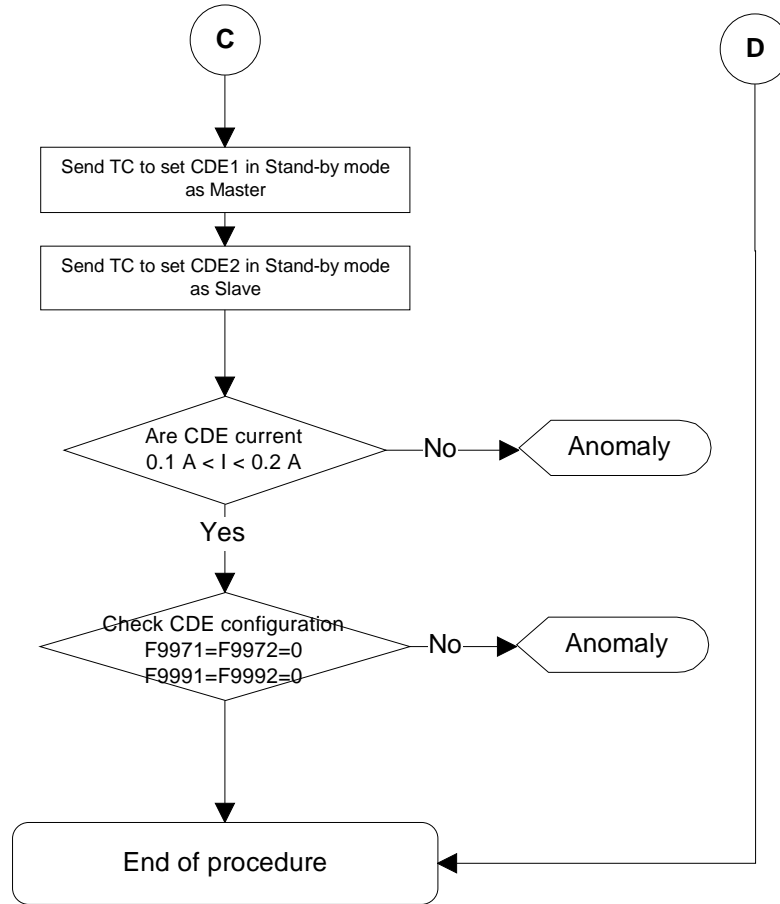 C
D
Send TC to set CDE1 in Stand-by mode
as Master
Send TC to set CDE2 in Stand-by mode
as Slave
Are CDE current
0.1 A < I < 0.2 A
No
Anomaly
Yes
Check CDE configuration
F9971=F9972=0
F9991=F9992=0
No
Anomaly
End of procedure